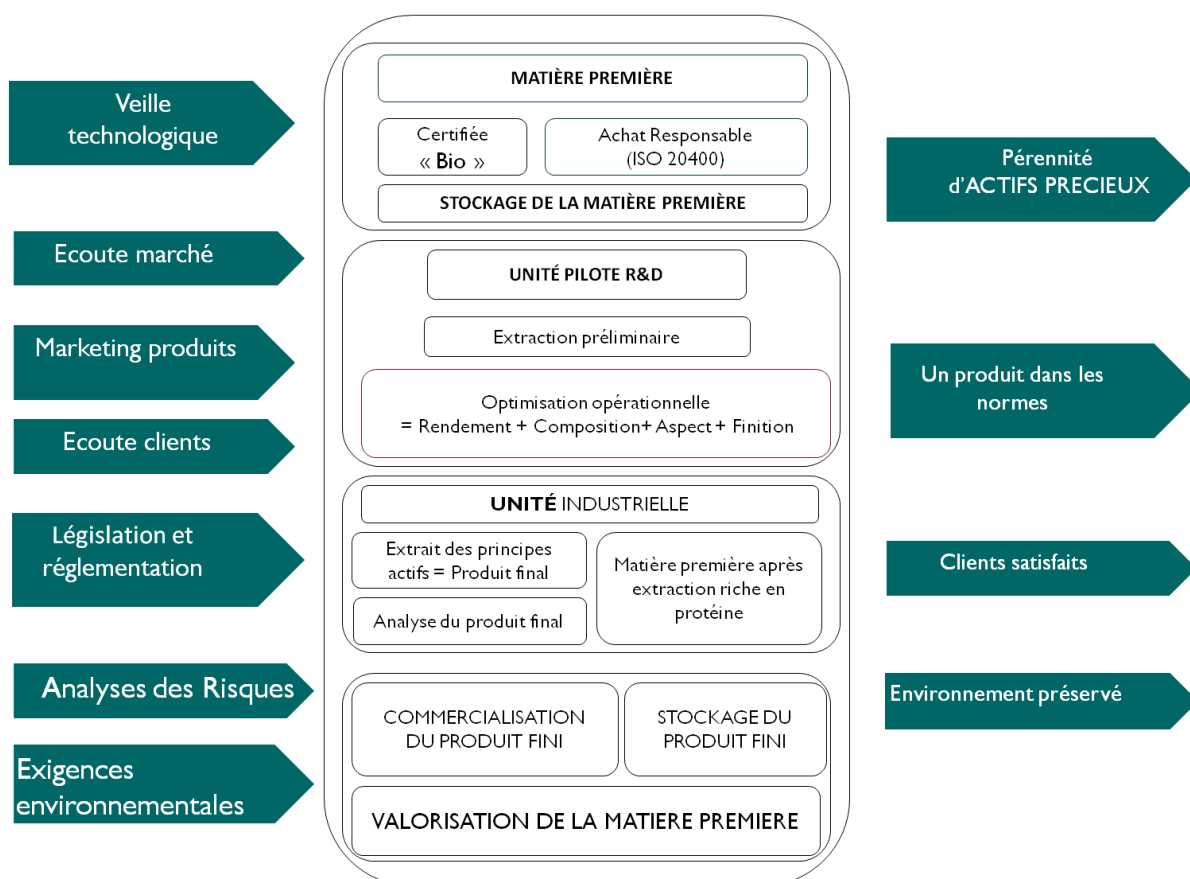 Veille
technologique
Ecoute marché
Marketing produits
Ecoute clients
Législation et
réglementation
Analyses des Risques
Exigences
environnementales
MATIÈRE PREMIÈRE
Certifiée
« Bio »
Achat Responsable
(ISO 20400)
STOCKAGE DE LA MATIÈRE PREMIÈRE
UNITÉ PILOTE R&D
Extraction préliminaire
Optimisation opérationnelle
= Rendement + Composition+ Aspect + Finition
UNITÉ INDUSTRIELLE
Extrait des principes
actifs = Produit final
Analyse du produit final
Matière première après
extraction riche en
protéine
COMMERCIALISATION
DU PRODUIT FINI
STOCKAGE DU
PRODUIT FINI
VALORISATION DE LA MATIERE PREMIERE
Pérennité
d'ACTIFS PRECIEUX
Un produit dans les
normes
Clients satisfaits
Environnement préservé